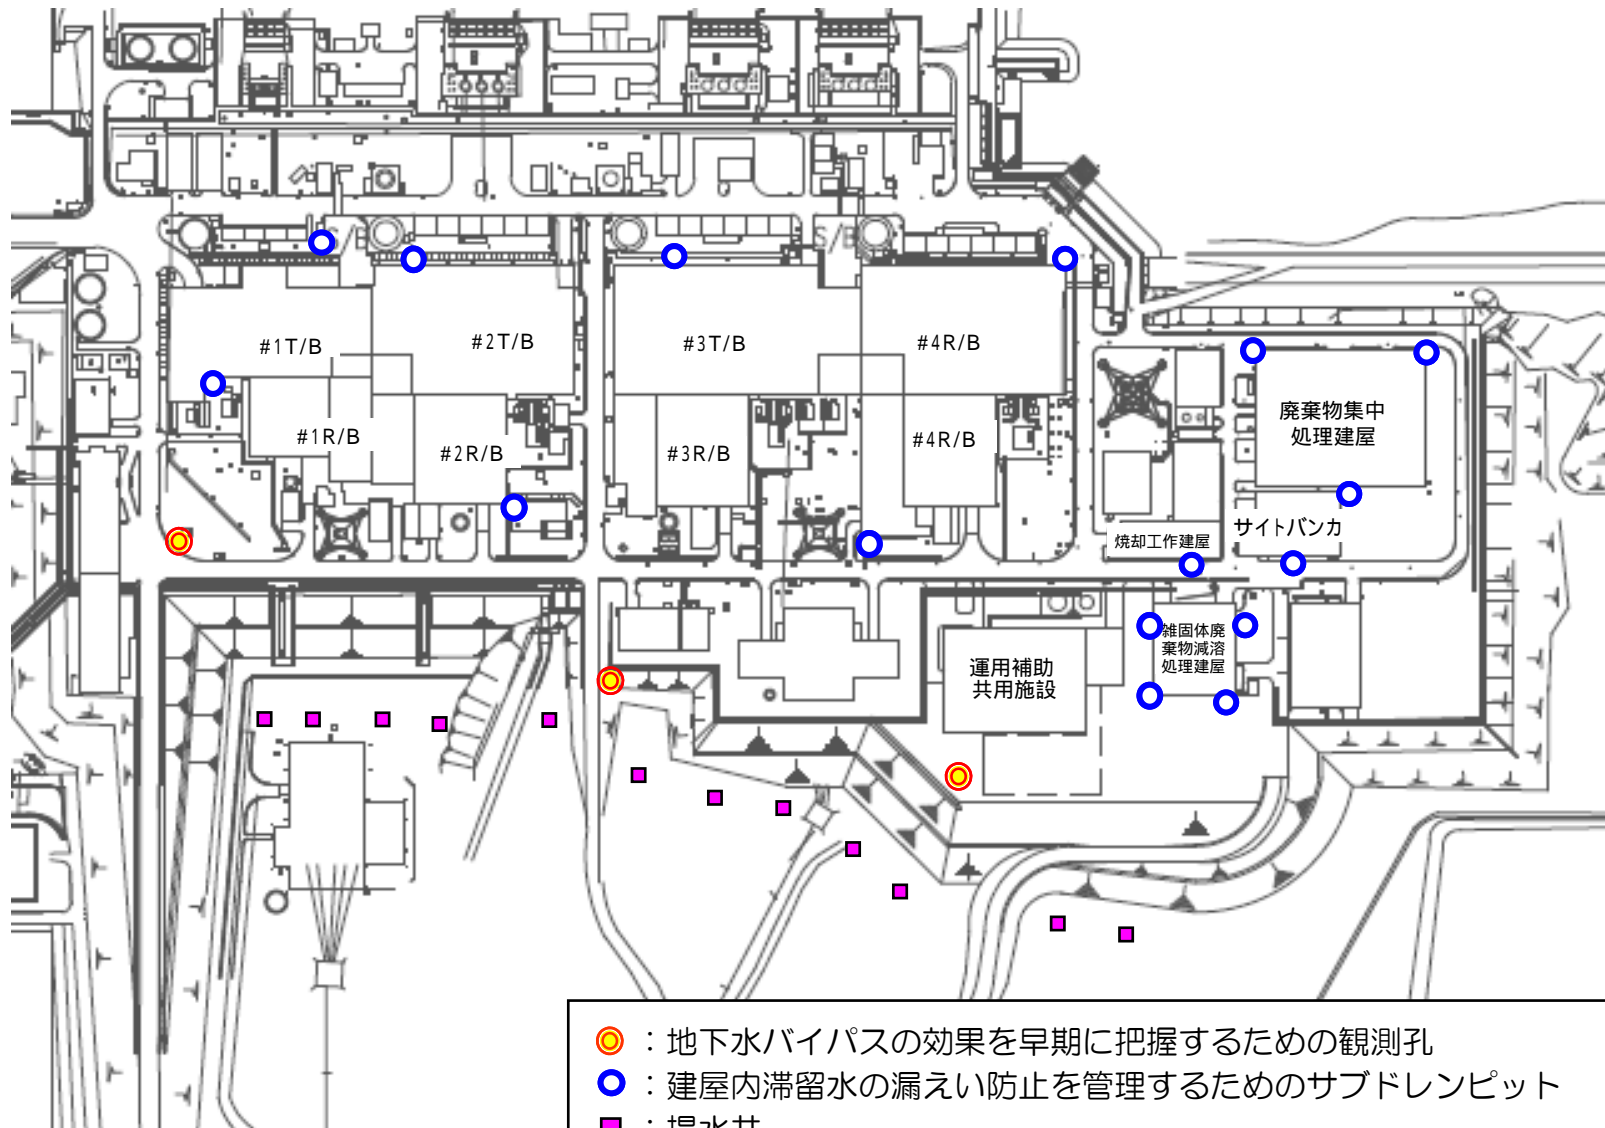 S/B
S/B
#1T/B
#2T/B
#3T/B
#4R/B
#1R/B
#2R/B
#3R/B
#4R/B
廃棄物集中
処理建屋
焼却工作建屋
サイトバンカ
雑固体廃
棄物減溶
処理建屋
運用補助
共用施設
：地下水バイパスの効果を早期に把握するための観測孔
：建屋内滞留水の漏えい防止を管理するためのサブドレンピット
：揚水井